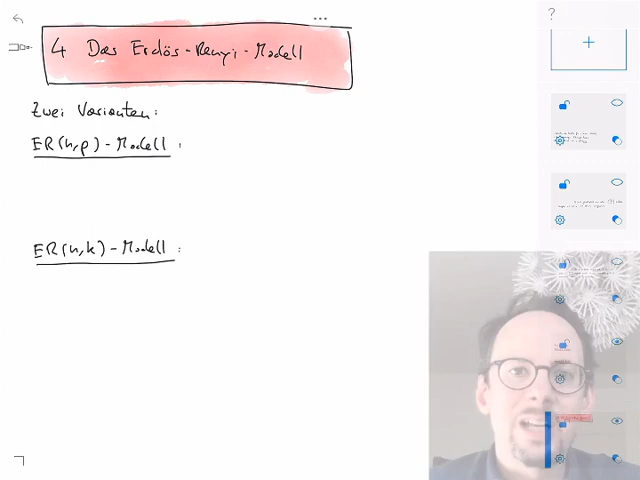 4 Das Erdös-Renyi-Modell
Zwei Varianten:
ER(n,p)-Modell:
ER(n,k)-Modell:
?